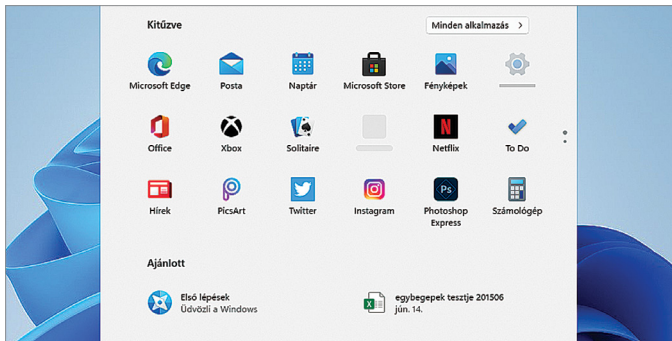 Kitűzve
Minden alkalmazás >
Microsoft Edge
Posta
Naptár
Microsoft Store
Fényképek
Office
Xbox
Solitaire
Netflix
To Do
Hírek
PicsArt
Twitter
Instagram
Photoshop
Express
Számológép
Ajánlott
Első lépések
Üdvözli a Windows
egybegepek tesztje 201506
jún. 14.